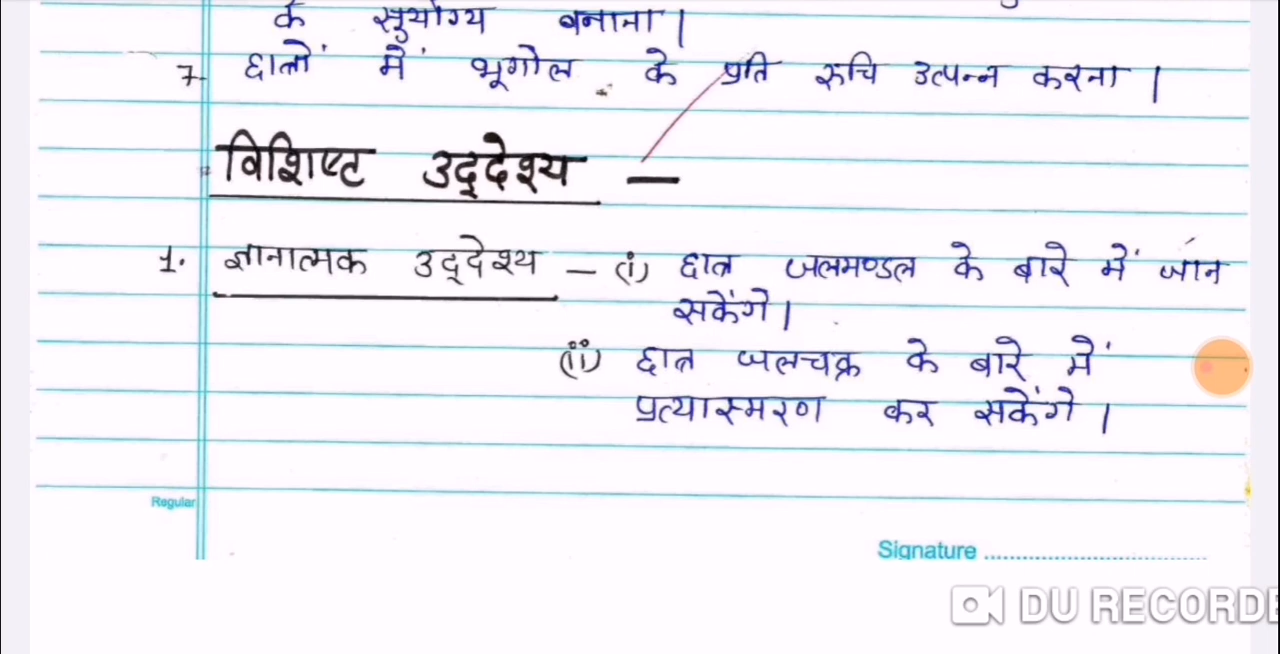 के सुयोग्य बनाना।
7. छात्रों में भूगोल के प्रति रुचि उत्पन्न करना।
विशिष्ट उद्‌देश्य —
1. ज्ञानात्मक उद्‌देश्य – (i) छात्र जलमण्डल के बारे में जान
सकेंगे।
(ii) छात्र जलचक्र के बारे में
प्रत्यास्मरण कर सकेंगे।
Regular
Signature ........................................
DU RECORDE